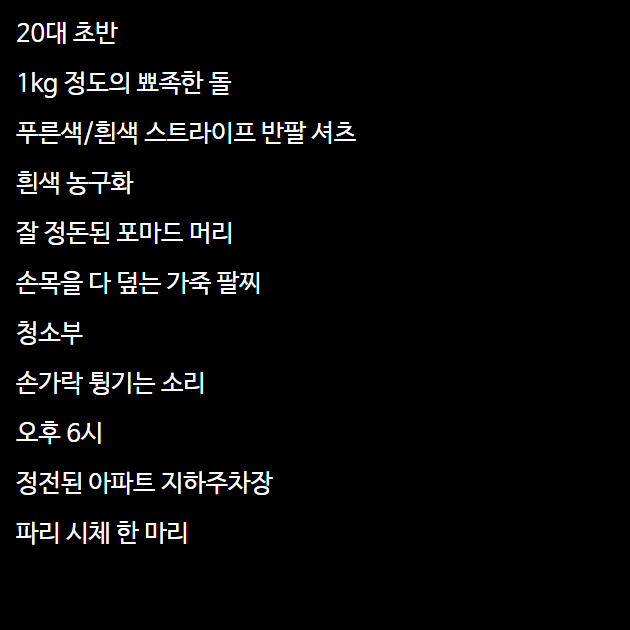 20대 초반
1kg 정도의 뾰족한 돌
푸른색/흰색 스트라이프 반팔 셔츠
흰색 농구화
잘 정돈된 포마드 머리
손목을 다 덮는 가죽 팔찌
청소부
손가락 튕기는 소리
오후 6시
정전된 아파트 지하주차장
파리 시체 한 마리